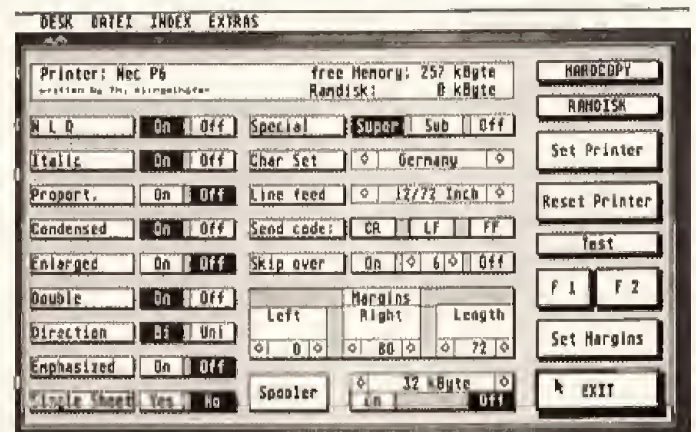 DESK DATEI INDEX EXTRAS
Printer: Nec P6
free Memory: 257 kByte
written by Th.
Ramdisk: 0 kByte
HARDCOPY
RAMDISK
N L Q On Off
Special Super Sub Off
Italic On Off
Char Set Germany
Set Printer
Proport. On Off
Line feed 12/72 Inch
Reset Printer
Condensed On Off
Send code: CR LF FF
Test
Enlarged On Off
Skip over On 6 Off
F 1 F 2
Double On Off
Margins
Left Right Length
Direction Bi Uni
0 80 72
Set Margins
Emphasized On Off
Spooler
32 kByte
Single Sheet Yes No
On Off
EXIT